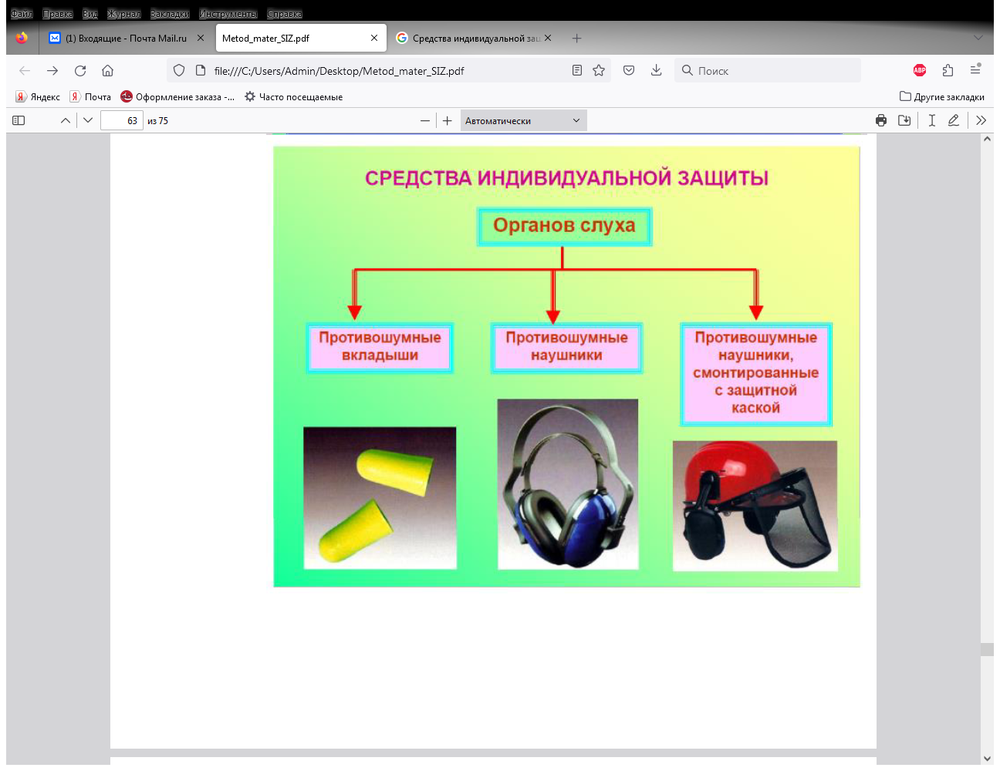 Файл Правка Вид Журнал Закладки Инструменты Справка
(1) Входящие - Почта Mail.ru
Metod_mater_SIZ.pdf
Средства индивидуальной защ
file:///C:/Users/Admin/Desktop/Metod_mater_SIZ.pdf
Поиск
ABP
Яндекс
Почта
Оформление заказа -...
Часто посещаемые
Другие закладки
63 из 75
Автоматически
СРЕДСТВА ИНДИВИДУАЛЬНОЙ ЗАЩИТЫ
Органов слуха
Противошумные
вкладыши
Противошумные
наушники
Противошумные
наушники,
смонтированные
с защитной
каской